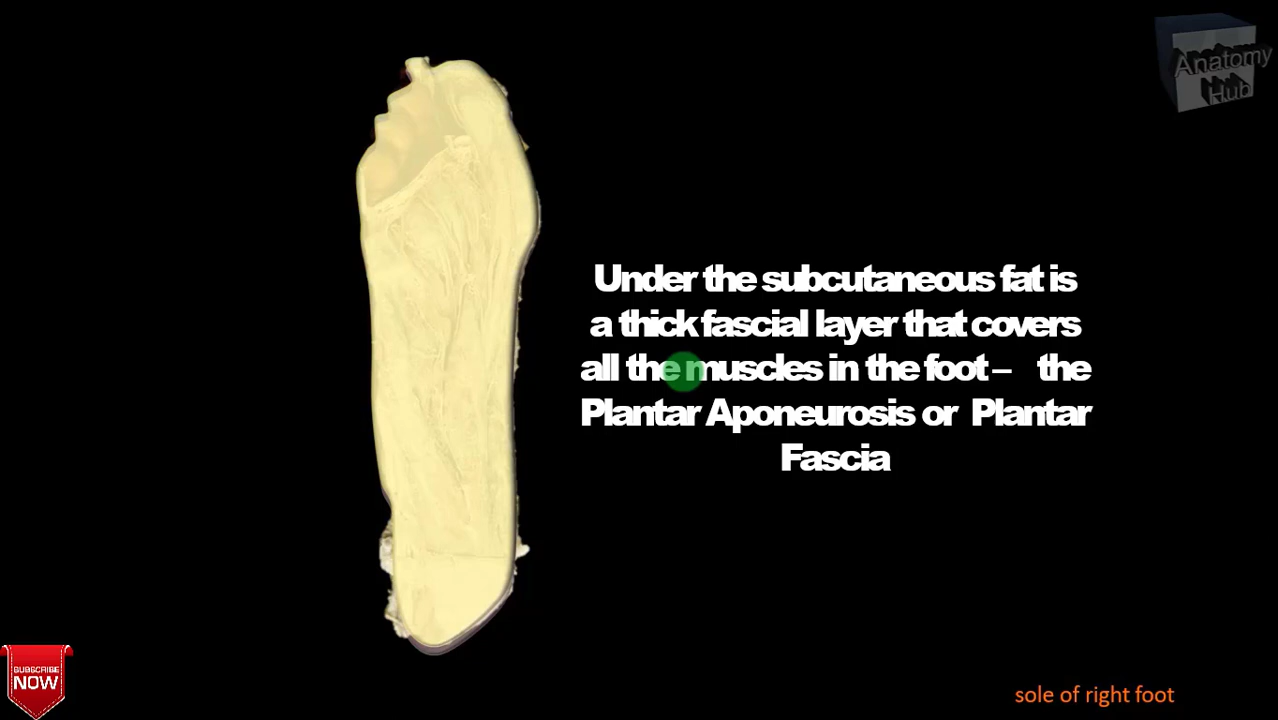 Anatomy
Hub
Under the subcutaneous fat is
a thick fascial layer that covers
all the muscles in the foot – the
Plantar Aponeurosis or Plantar
Fascia
SUBSCRIBE
NOW
sole of right foot